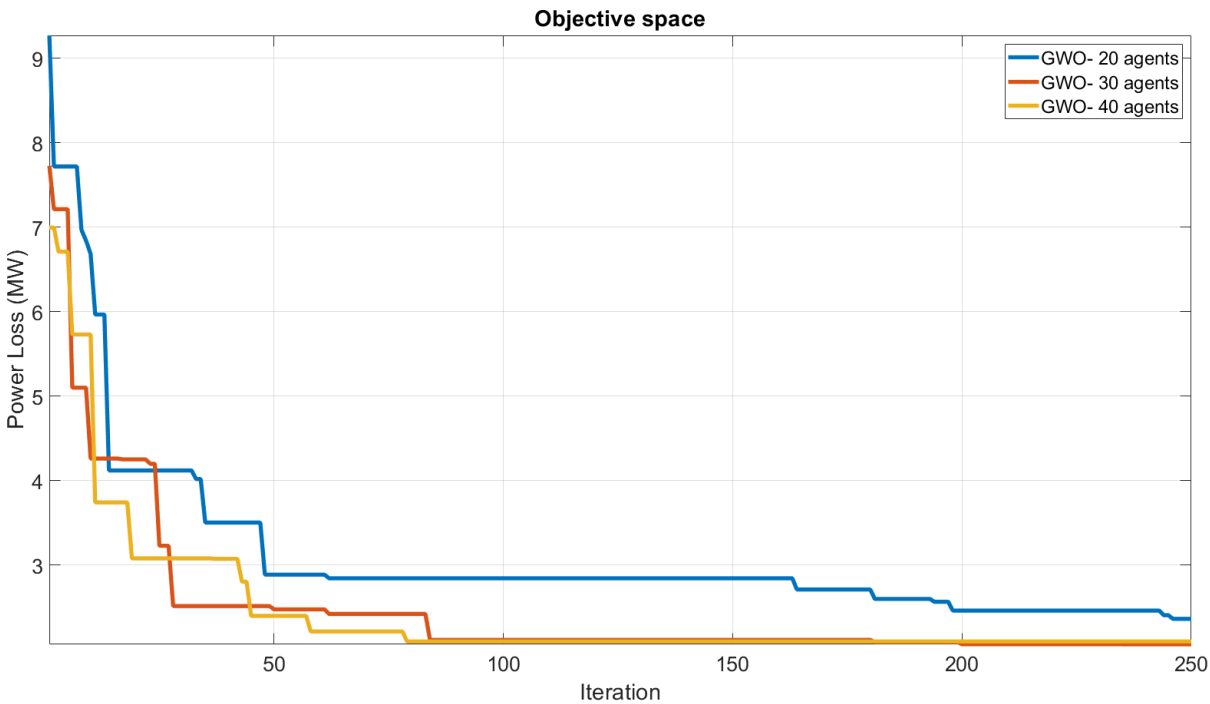 Objective space
GWO- 20 agents
GWO- 30 agents
GWO- 40 agents
Power Loss (MW)
9
8
7
6
5
4
3
50 100 150 200 250
Iteration